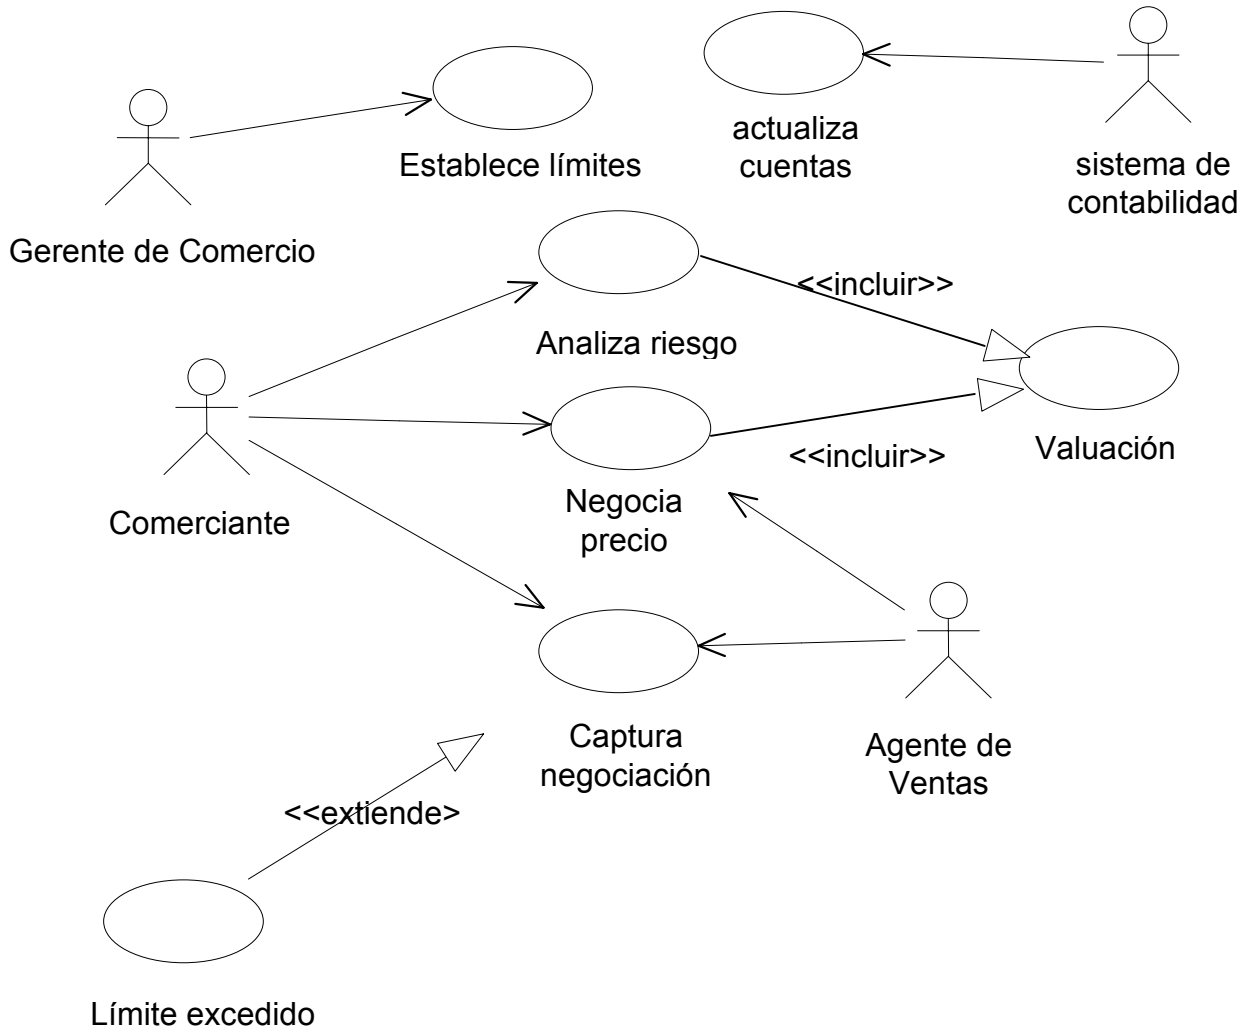 actualiza
cuentas
Establece límites
sistema de
contabilidad
Gerente de Comercio
<<incluir>>
Analiza riesgo
Valuación
<<incluir>>
Negocia
precio
Comerciante
Captura
negociación
Agente de
Ventas
<<extiende>
Límite excedido